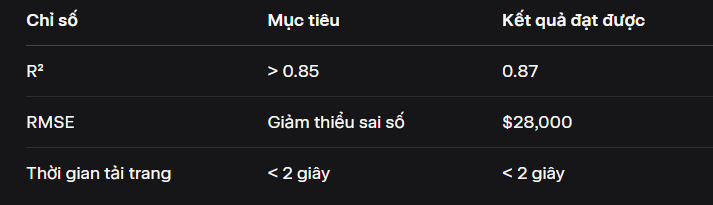 Chỉ số Mục tiêu Kết quả đạt được
R² > 0.85 0.87
RMSE Giảm thiểu sai số $28,000
Thời gian tải trang < 2 giây < 2 giây